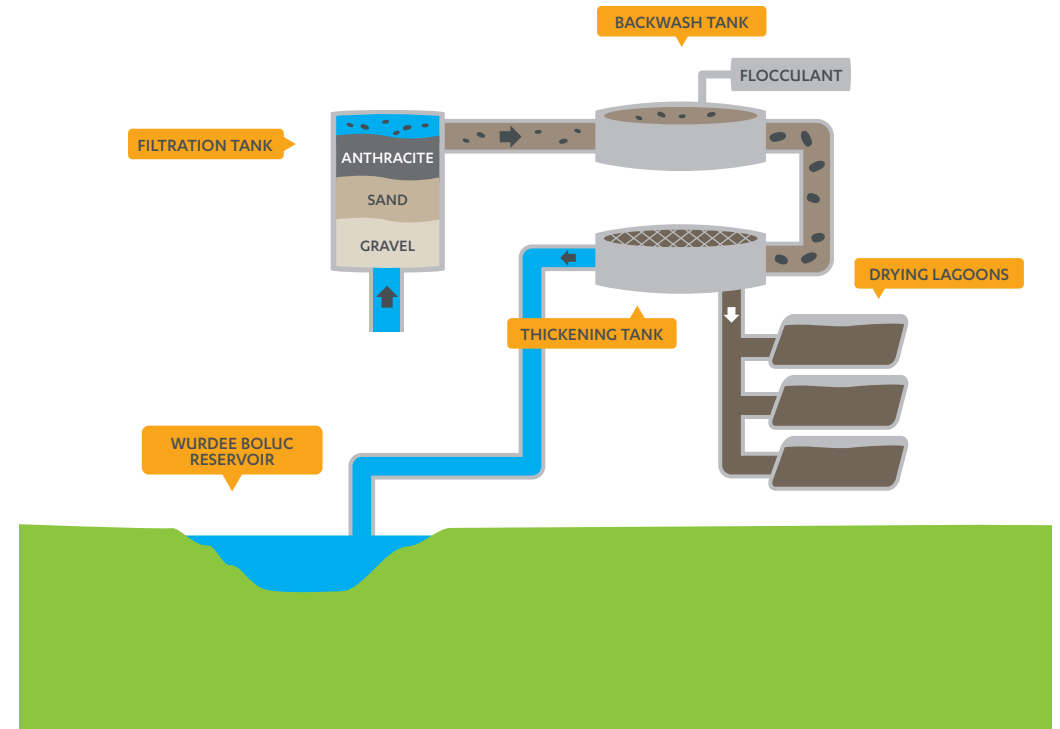 BACKWASH TANK
FLOCCULANT
FILTRATION TANK
ANTHRACITE
SAND
GRAVEL
DRYING LAGOONS
THICKENING TANK
WURDEE BOLUC
RESERVOIR